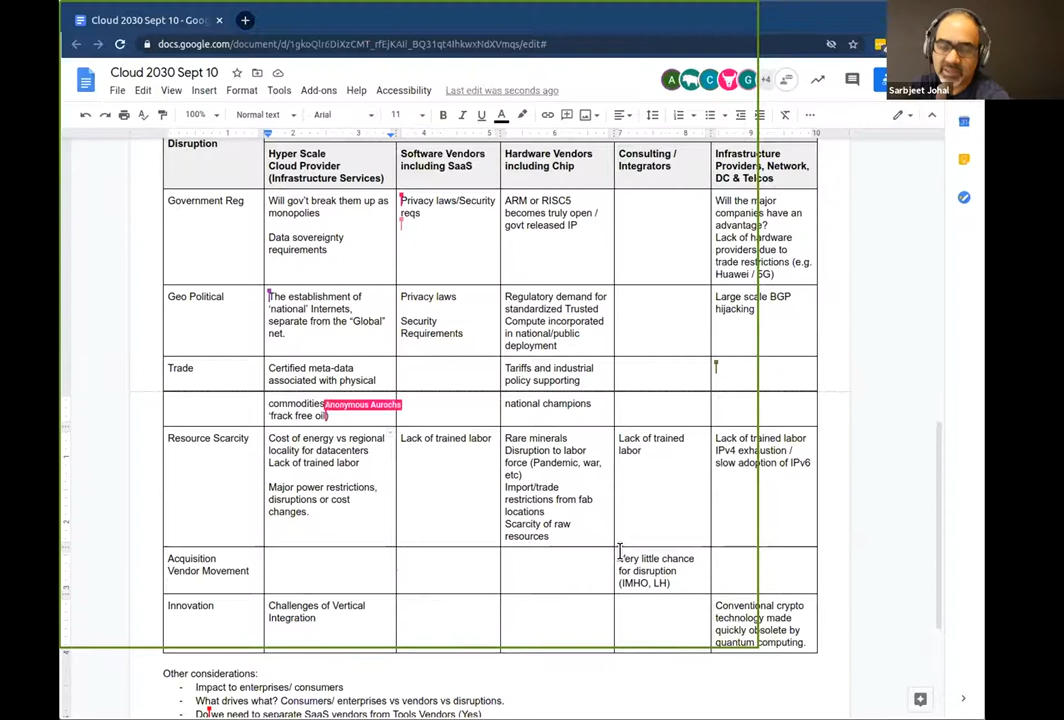 Cloud 2030 Sept 10 - Goog
docs.google.com/document/d/1gkoQlr6DiXzCMT_rfEjKAIl_BQ31qt4IhkwxNdXVmqs/edit#
Sarbjeet Johal
Cloud 2030 Sept 10
A C G +4
File Edit View Insert Format Tools Add-ons Help Accessibility Last edit was seconds ago
100% Normal text Arial 11 B I U A
1 2 3 4 5 6 7 8 9 10
Disruption
Hyper Scale
Cloud Provider
(Infrastructure Services)
Software Vendors
including SaaS
Hardware Vendors
including Chip
Consulting /
Integrators
Infrastructure
Providers, Network,
DC & Telcos
Government Reg
Will gov't break them up as
monopolies
Data sovereignty
requirements
Privacy laws/Security
reqs
ARM or RISC5
becomes truly open /
govt released IP
Will the major
companies have an
advantage?
Lack of hardware
providers due to
trade restrictions (e.g.
Huawei / 5G)
Geo Political
The establishment of
'national' Internets,
separate from the "Global"
net.
Privacy laws
Security
Requirements
Regulatory demand for
standardized Trusted
Compute incorporated
in national/public
deployment
Large scale BGP
hijacking
Trade
Certified meta-data
associated with physical
Tariffs and industrial
policy supporting
commodities
'frack free oil)
Anonymous Aurochs
national champions
Resource Scarcity
Cost of energy vs regional
locality for datacenters
Lack of trained labor
Major power restrictions,
disruptions or cost
changes.
Lack of trained labor
Rare minerals
Disruption to labor
force (Pandemic, war,
etc)
Import/trade
restrictions from fab
locations
Scarcity of raw
resources
Lack of trained
labor
Lack of trained labor
IPv4 exhaustion /
slow adoption of IPv6
Acquisition
Vendor Movement
Very little chance
for disruption
(IMHO, LH)
Innovation
Challenges of Vertical
Integration
Conventional crypto
technology made
quickly obsolete by
quantum computing.
Other considerations:
- Impact to enterprises/ consumers
- What drives what? Consumers/ enterprises vs vendors vs disruptions.
- Do we need to separate SaaS vendors from Tools Vendors (Yes)